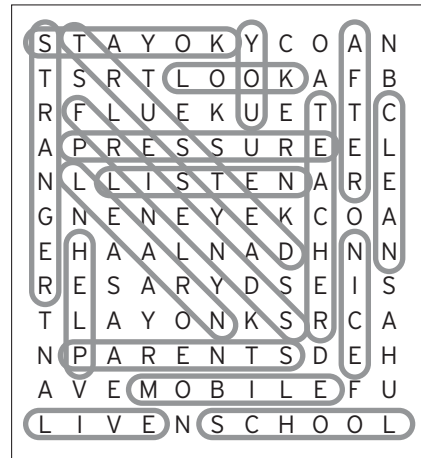 S T A Y O K Y C O A N
T S R T L O O K A F B
R F L U E K U E T T C
A P R E S S U R E E L
N L L I S T E N A R E
G N E N E Y E K C O A
E H A A L N A D H N N
R E S A R Y D S E I S
T L A Y O N K S R C A
N P A R E N T S D E H
A V E M O B I L E F U
L I V E N S C H O O L